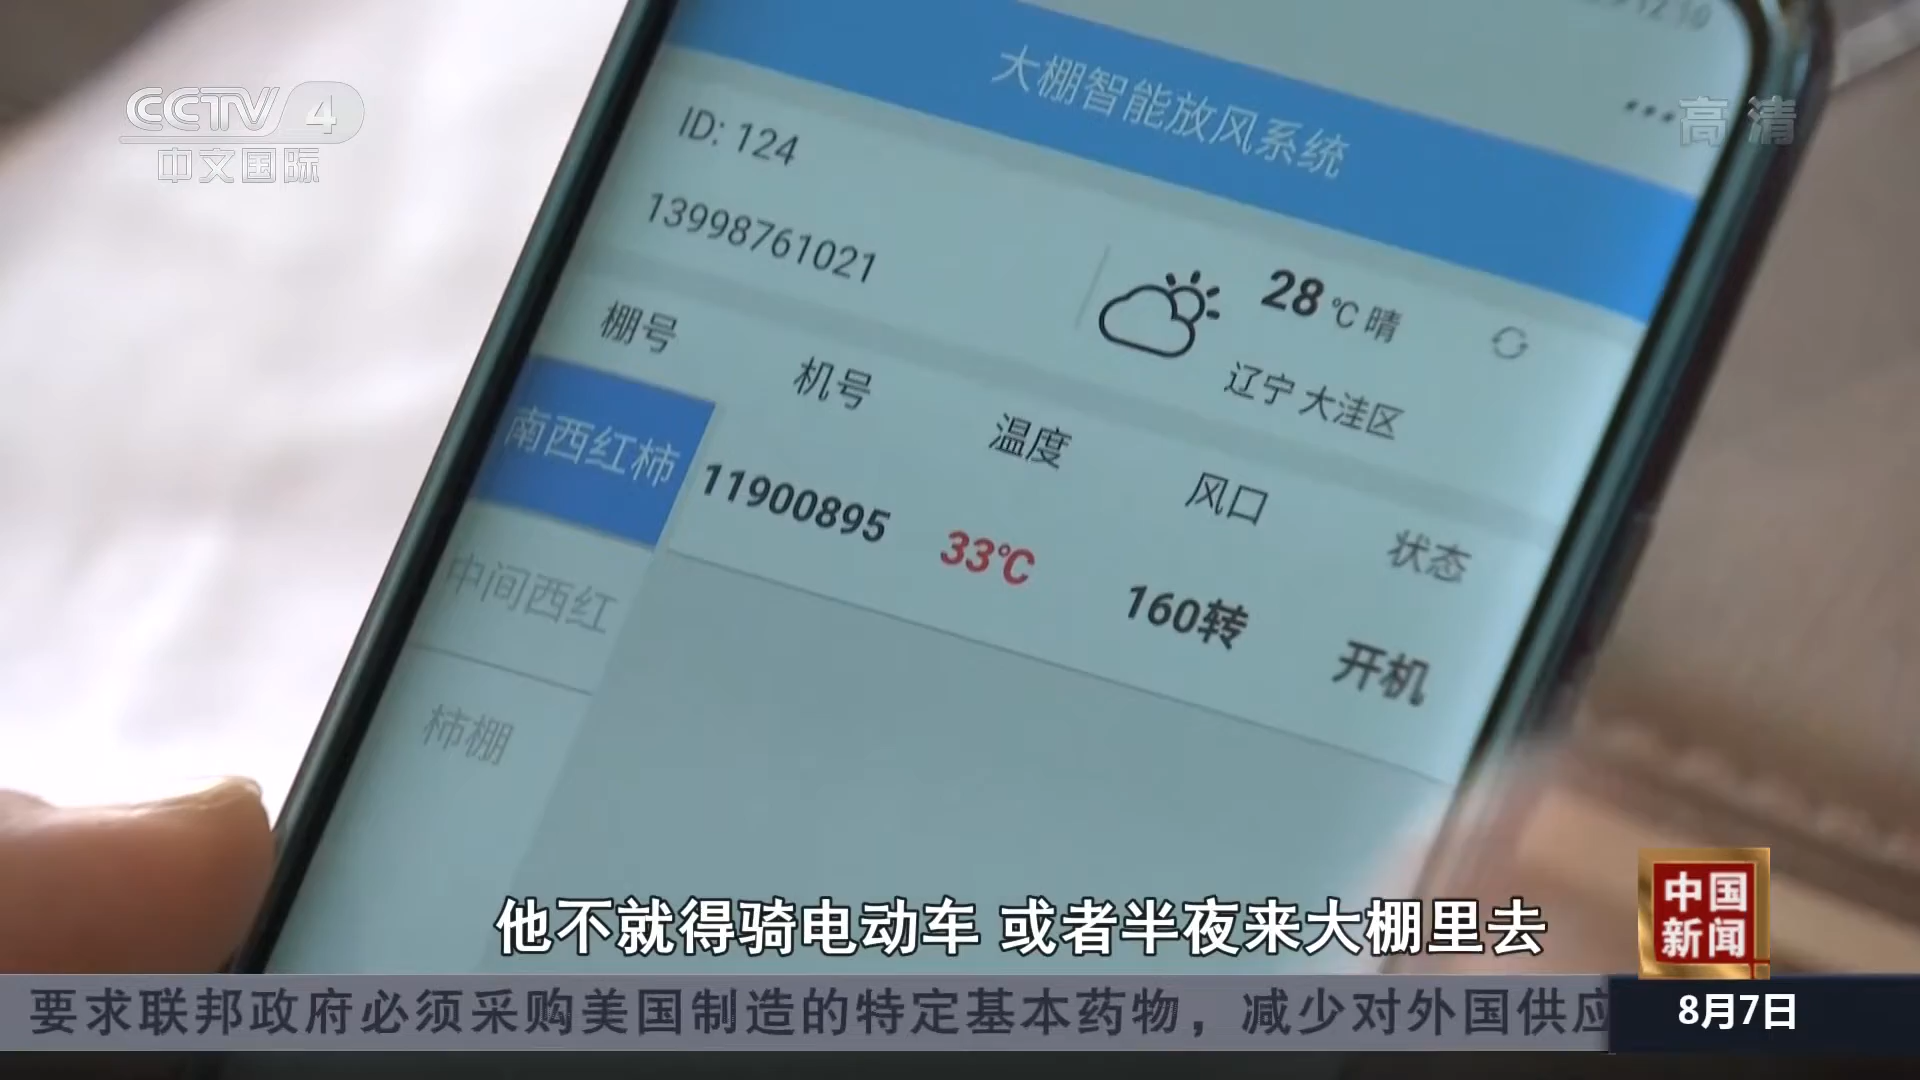 CCTV 4
中文国际
高清
大棚智能放风系统
ID: 124
13998761021
28℃ 晴
辽宁 大洼区
棚号 机号 温度 风口 状态
南西红柿 11900895 33℃ 160转 开机
中间西红
柿棚
他不就得骑电动车 或者半夜来大棚里去
中国
新闻
要求联邦政府必须采购美国制造的特定基本药物，减少对外国供应
8月7日